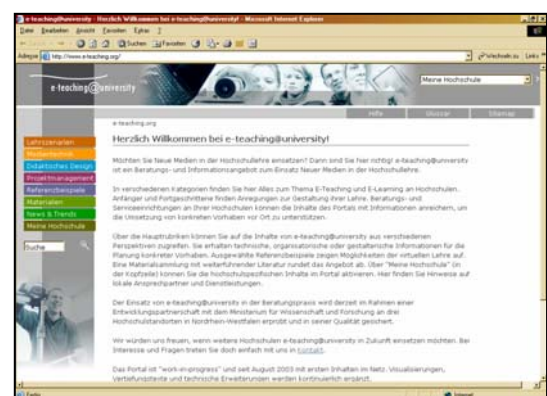 e-teaching@university - Herzlich Willkommen bei e-teaching@university! - Microsoft Internet Explorer
Datei Bearbeiten Ansicht Favoriten Extras ?
Suchen Favoriten
Adresse http://www.e-teaching.org/ Wechseln zu Links
e-teaching@university
Meine Hochschule
Hilfe Glossar Sitemap
e-teaching.org
Herzlich Willkommen bei e-teaching@university!
Lehrszenarien
Medientechnik
Didaktisches Design
Projektmanagement
Referenzbeispiele
Materialien
News & Trends
Meine Hochschule
Suche
Möchten Sie Neue Medien in der Hochschullehre einsetzen? Dann sind Sie hier richtig! e-teaching@university
ist ein Beratungs- und Informationsangebot zum Einsatz Neuer Medien in der Hochschullehre.
In verschiedenen Kategorien finden Sie hier Alles zum Thema E-Teaching und E-Learning an Hochschulen.
Anfänger und Fortgeschrittene finden Anregungen zur Gestaltung ihrer Lehre. Beratungs- und
Serviceeinrichtungen an Ihrer Hochschulen können die Inhalte des Portals mit Informationen anreichern, um
die Umsetzung von konkreten Vorhaben vor Ort zu unterstützen.
Über die Hauptrubriken können Sie auf die Inhalte von e-teaching@university aus verschiedenen
Perspektiven zugreifen. Sie erhalten technische, organisatorische oder gestalterische Informationen für die
Planung konkreter Vorhaben. Ausgewählte Referenzbeispiele zeigen Möglichkeiten der virtuellen Lehre auf.
Eine Materialsammlung mit weiterführender Literatur rundet das Angebot ab. Über "Meine Hochschule" (in
der Kopfzeile) können Sie die hochschulspezifischen Inhalte im Portal aktivieren. Hier finden Sie Hinweise auf
lokale Ansprechpartner und Dienstleistungen.
Der Einsatz von e-teaching@university in der Beratungspraxis wird derzeit im Rahmen einer
Entwicklungspartnerschaft mit dem Ministerium für Wissenschaft und Forschung an drei
Hochschulstandorten in Nordrhein-Westfalen erprobt und in seiner Qualität gesichert.
Wir würden uns freuen, wenn weitere Hochschulen e-teaching@university in Zukunft einsetzen möchten. Bei
Interesse und Fragen treten Sie doch einfach mit uns in Kontakt.
Das Portal ist "work-in-progress" und seit August 2003 mit ersten Inhalten im Netz. Visualisierungen,
Vertiefungstexte und technische Erweiterungen werden kontinuierlich ergänzt.
Fertig Internet